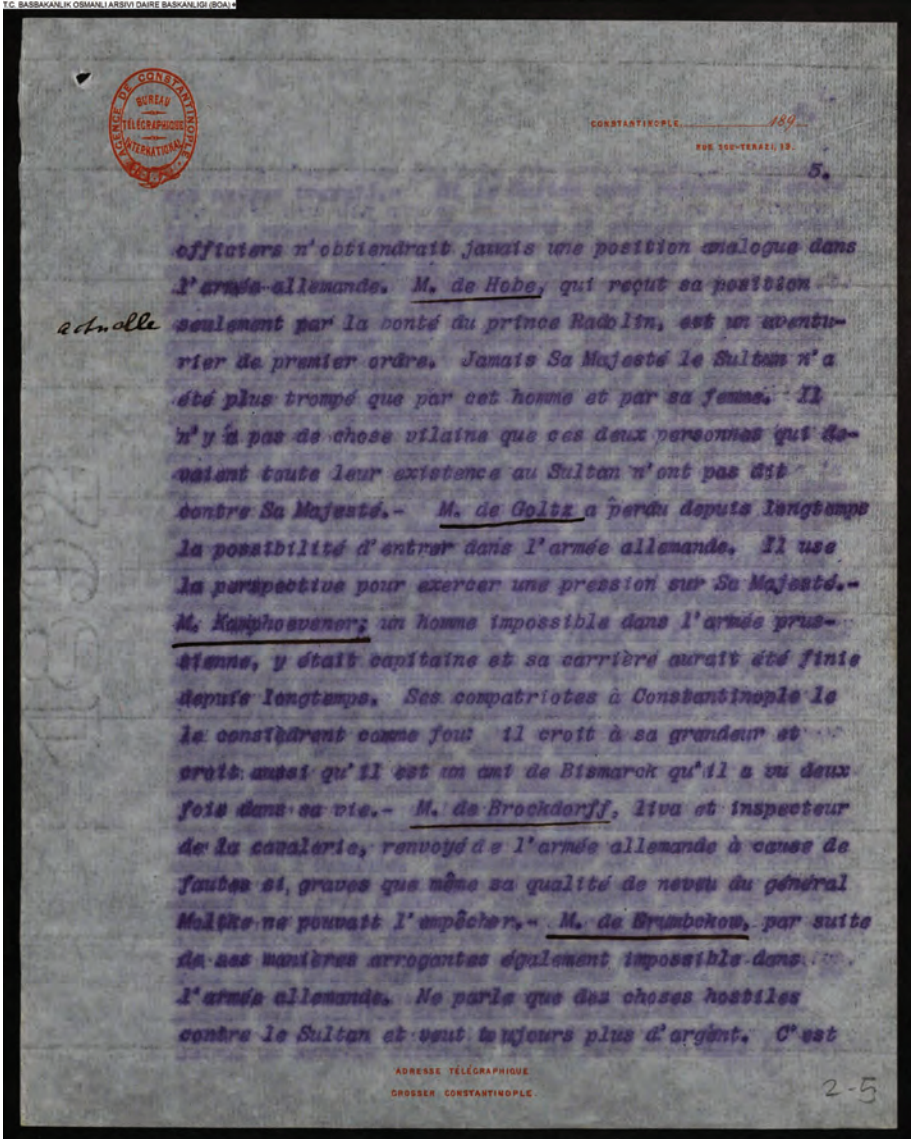 T.C. BASBAKANLIK OSMANLI ARSIVI DAIRE BASKANLIGI (BOA)
AGENCE DE CONSTANTINOPLE
BUREAU
TÉLÉGRAPHIQUE
INTERNATIONAL
CONSTANTINOPLE, 189
13.
5.
officiers n'obtiendrait jamais une position analogue dans
l'armée allemande. M. de Hobe, qui reçut sa position
actuelle
seulement par la bonté du prince Radolin, est un aventu-
rier de premier ordre. Jamais Sa Majesté le Sultan n'a
été plus trompé que par cet homme et par sa femme. Il
n'y a pas de chose vilaine que ces deux personnes qui de-
vaient toute leur existence au Sultan n'ont pas dit
contre Sa Majesté.- M. de Goltz a perdu depuis longtemps
la possibilité d'entrer dans l'armée allemande. Il use
la perspective pour exercer une pression sur Sa Majesté.-
M. Kamphoevener; un homme impossible dans l'armée prus-
sienne, y était capitaine et sa carrière aurait été finie
depuis longtemps. Ses compatriotes à Constantinople le
le considèrent comme fou: il croit à sa grandeur et
croit aussi qu'il est un ami de Bismarck qu'il a vu deux
fois dans sa vie.- M. de Brockdorff, liva et inspecteur
de la cavalerie, renvoyé de l'armée allemande à cause de
fautes si graves que même sa qualité de neveu du général
Moltke ne pouvait l'empêcher.- M. de Grumbckow, par suite
de ses manières arrogantes également impossible dans
l'armée allemande. Ne parle que des choses hostiles
contre le Sultan et veut toujours plus d'argent. C'est
ADRESSE TÉLÉGRAPHIQUE
GROSSER CONSTANTINOPLE.
2-5